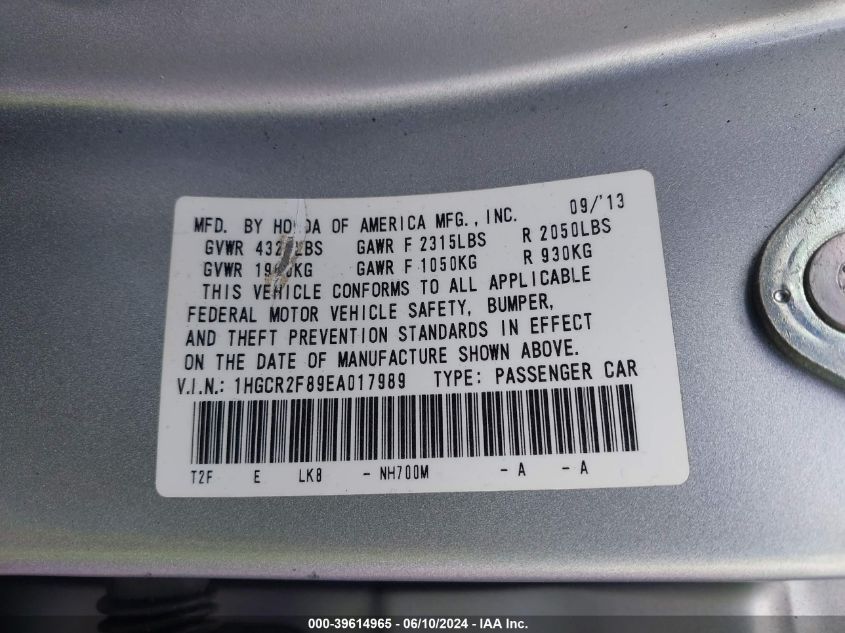 MFD. BY HONDA OF AMERICA MFG., INC. 09/'13
GVWR GAWR F 2315LBS R 2050LBS
GVWR GAWR F 1050KG R 930KG
THIS VEHICLE CONFORMS TO ALL APPLICABLE
FEDERAL MOTOR VEHICLE SAFETY, BUMPER,
AND THEFT PREVENTION STANDARDS IN EFFECT
ON THE DATE OF MANUFACTURE SHOWN ABOVE.
V.I.N.: 1HGCR2F89EA017989 TYPE: PASSENGER CAR
T2F E LK8 - NH700M - A - A
000-39614965 / 06/10/2024 - IAA Inc.